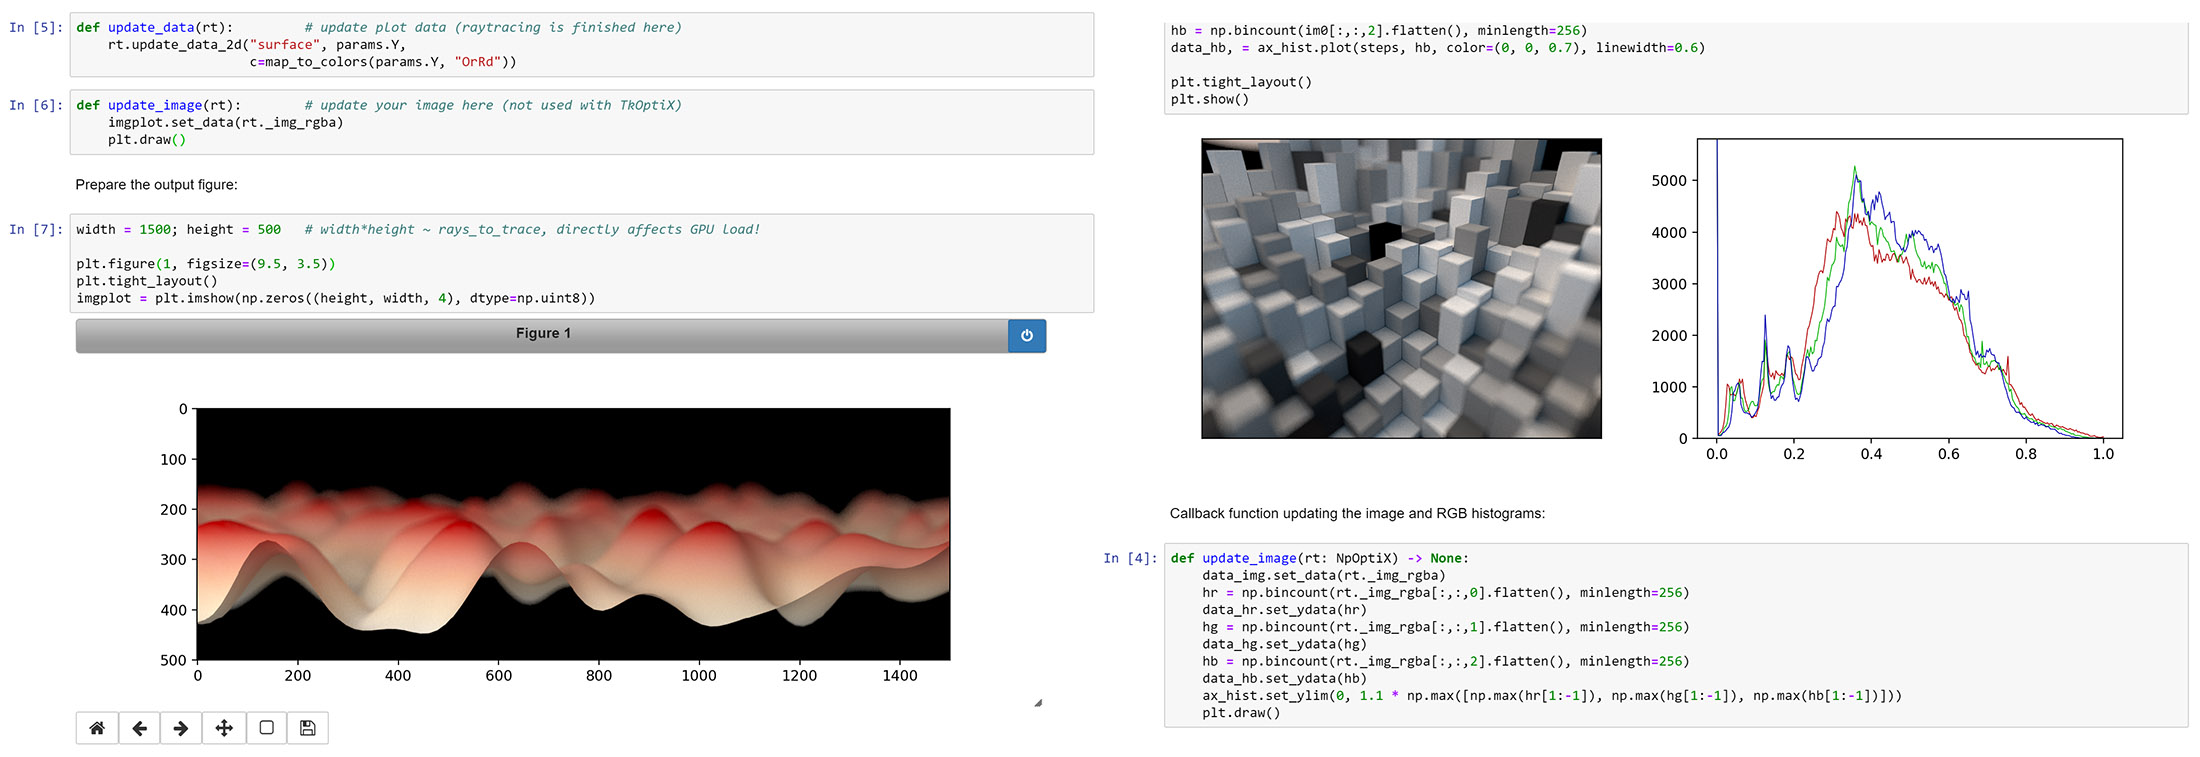 In [5]: def update_data(rt):         # update plot data (raytracing is finished here)
    rt.update_data_2d("surface", params.Y,
                      c=map_to_colors(params.Y, "OrRd"))
In [6]: def update_image(rt):        # update your image here (not used with TkOptiX)
    imgplot.set_data(rt._img_rgba)
    plt.draw()
Prepare the output figure:
In [7]: width = 1500; height = 500   # width*height ~ rays_to_trace, directly affects GPU load!
plt.figure(1, figsize=(9.5, 3.5))
plt.tight_layout()
imgplot = plt.imshow(np.zeros((height, width, 4), dtype=np.uint8))
Figure 1
0
100
200
300
400
500
0 200 400 600 800 1000 1200 1400
hb = np.bincount(im0[:,:,2].flatten(), minlength=256)
data_hb, = ax_hist.plot(steps, hb, color=(0, 0, 0.7), linewidth=0.6)
plt.tight_layout()
plt.show()
5000
4000
3000
2000
1000
0
0.0 0.2 0.4 0.6 0.8 1.0
Callback function updating the image and RGB histograms:
In [4]: def update_image(rt: NpOptiX) -> None:
    data_img.set_data(rt._img_rgba)
    hr = np.bincount(rt._img_rgba[:,:,0].flatten(), minlength=256)
    data_hr.set_ydata(hr)
    hg = np.bincount(rt._img_rgba[:,:,1].flatten(), minlength=256)
    data_hg.set_ydata(hg)
    hb = np.bincount(rt._img_rgba[:,:,2].flatten(), minlength=256)
    data_hb.set_ydata(hb)
    ax_hist.set_ylim(0, 1.1 * np.max([np.max(hr[1:-1]), np.max(hg[1:-1]), np.max(hb[1:-1])]))
    plt.draw()